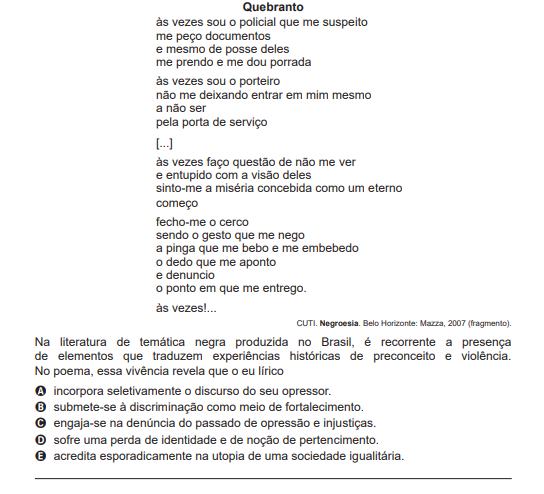 Quebranto
às vezes sou o policial que me suspeito
me peço documentos
e mesmo de posse deles
me prendo e me dou porrada
às vezes sou o porteiro
não me deixando entrar em mim mesmo
a não ser
pela porta de serviço
[...]
às vezes faço questão de não me ver
e entupido com a visão deles
sinto-me a miséria concebida como um eterno
começo
fecho-me o cerco
sendo o gesto que me nego
a pinga que me bebo e me embebedo
o dedo que me aponto
e denuncio
o ponto em que me entrego.
às vezes!...
CUTI. Negroesia. Belo Horizonte: Mazza, 2007 (fragmento).
Na literatura de temática negra produzida no Brasil, é recorrente a presença
de elementos que traduzem experiências históricas de preconceito e violência.
No poema, essa vivência revela que o eu lírico
A incorpora seletivamente o discurso do seu opressor.
B submete-se à discriminação como meio de fortalecimento.
C engaja-se na denúncia do passado de opressão e injustiças.
D sofre uma perda de identidade e de noção de pertencimento.
E acredita esporadicamente na utopia de uma sociedade igualitária.